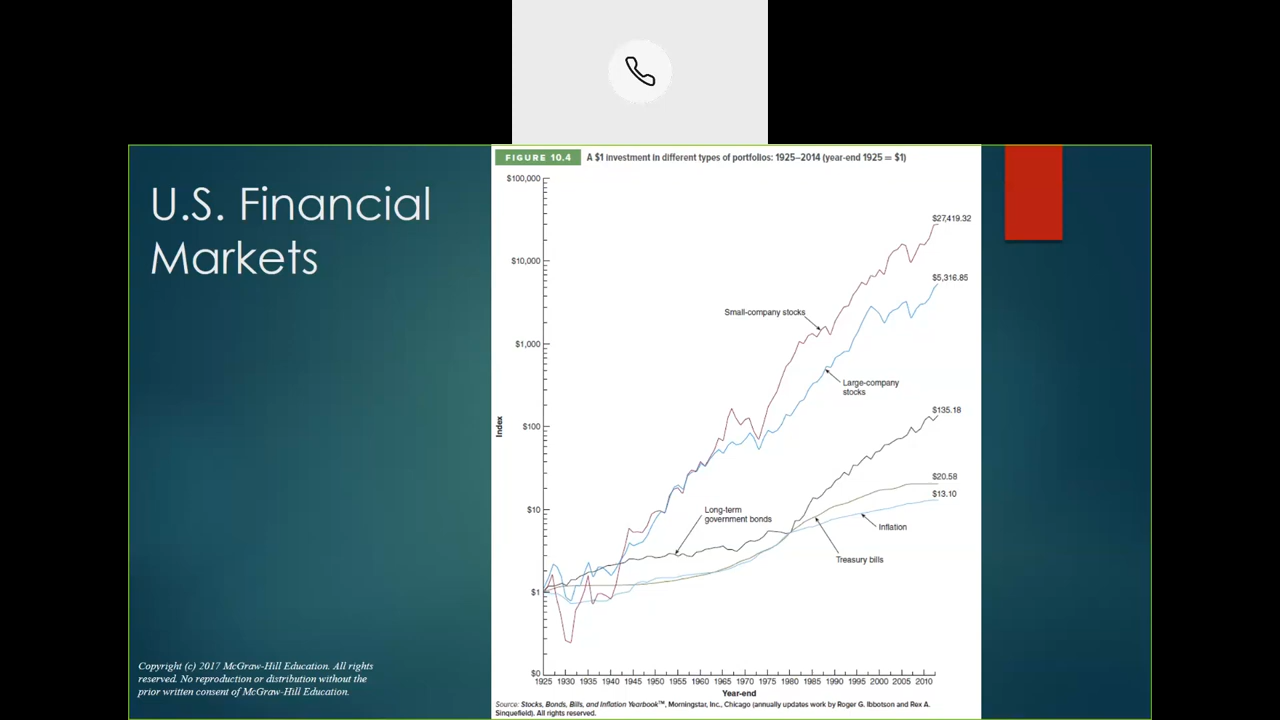 U.S. Financial
Markets
FIGURE 10.4
A $1 investment in different types of portfolios: 1925–2014 (year-end 1925 = $1)
$100,000
$10,000
$1,000
$100
$10
$1
$0
Index
$27,419.32
$5,316.85
Small-company stocks
Large-company
stocks
$135.18
$20.58
$13.10
Long-term
government bonds
Inflation
Treasury bills
1925 1930 1935 1940 1945 1950 1955 1960 1965 1970 1975 1980 1985 1990 1995 2000 2005 2010
Year-end
Source: Stocks, Bonds, Bills, and Inflation Yearbook™, Morningstar, Inc., Chicago (annually updates work by Roger G. Ibbotson and Rex A.
Sinquefield). All rights reserved.
Copyright (c) 2017 McGraw-Hill Education. All rights
reserved. No reproduction or distribution without the
prior written consent of McGraw-Hill Education.